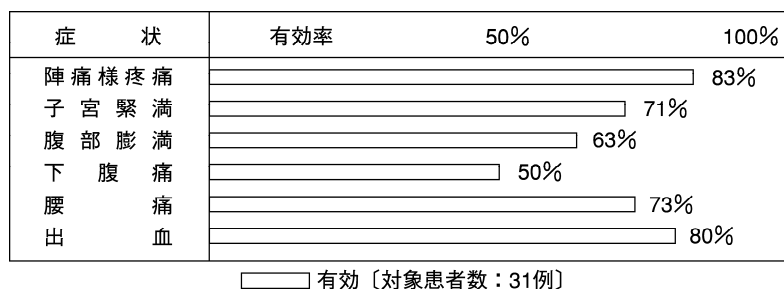 症 状 有効率 50% 100%
陣痛様疼痛 83%
子宮緊満 71%
腹部膨満 63%
下腹痛 50%
腰痛 73%
出血 80%
有効〔対象患者数：31例〕